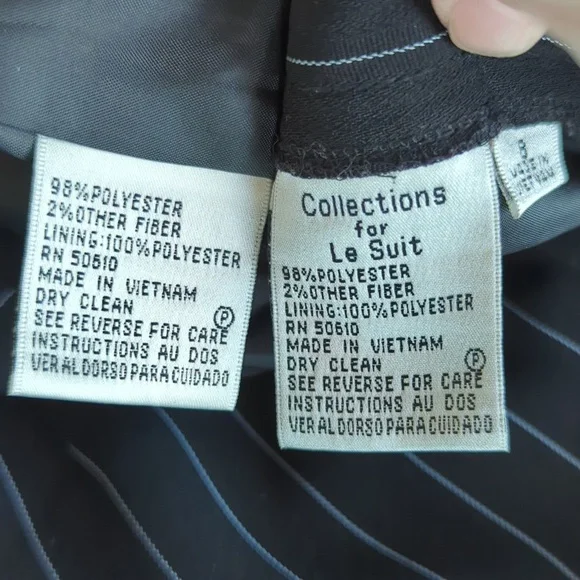 98%POLYESTER
2%OTHER FIBER
LINING:100%POLYESTER
RN 50610
MADE IN VIETNAM
DRY CLEAN Ⓟ
SEE REVERSE FOR CARE
INSTRUCTIONS AU DOS
VER AL DORSO PARA CUIDADO
Collections
for
Le Suit
98%POLYESTER
2%OTHER FIBER
LINING:100%POLYESTER
RN 50610
MADE IN VIETNAM
DRY CLEAN Ⓟ
SEE REVERSE FOR CARE
INSTRUCTIONS AU DOS
VER AL DORSO PARA CUIDADO
8
MADE IN
VIETNAM